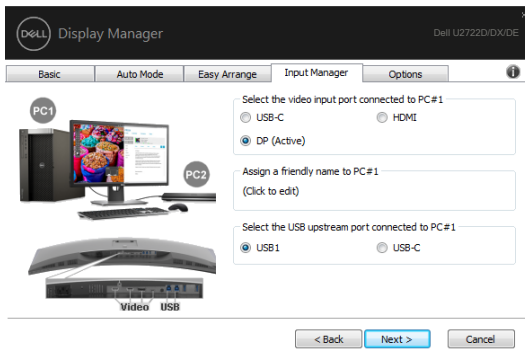 DELL Display Manager
Dell U2722D/DX/DE
Basic Auto Mode Easy Arrange Input Manager Options
PC1
PC2
Video USB
Select the video input port connected to PC#1
USB-C HDMI
DP (Active)
Assign a friendly name to PC#1
(Click to edit)
Select the USB upstream port connected to PC#1
USB1 USB-C
< Back Next > Cancel